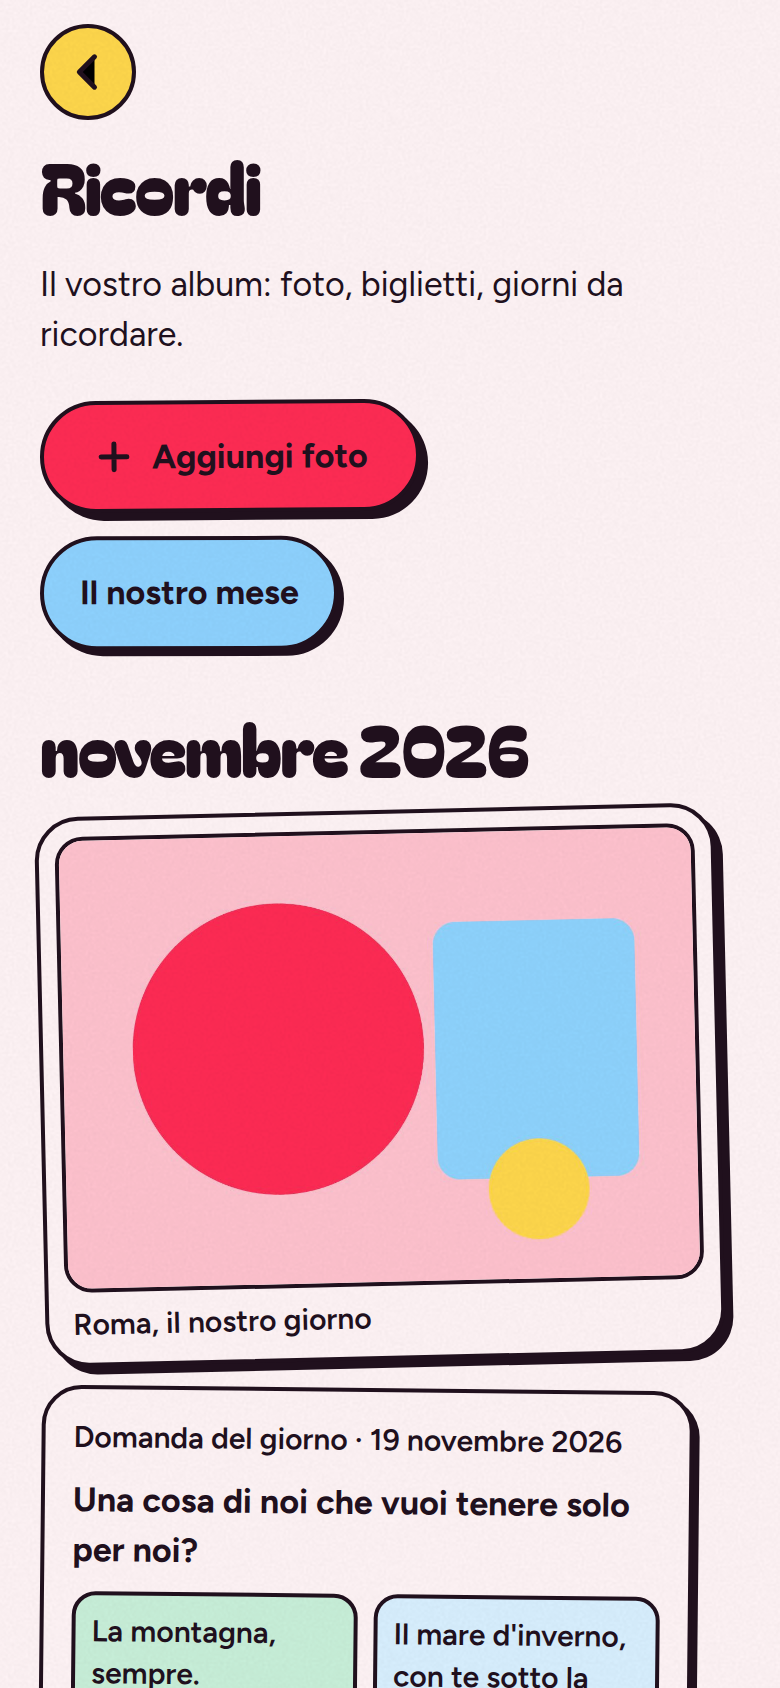 Ricordi
Il vostro album: foto, biglietti, giorni da
ricordare.
Aggiungi foto
Il nostro mese
novembre 2026
Roma, il nostro giorno
Domanda del giorno · 19 novembre 2026
Una cosa di noi che vuoi tenere solo
per noi?
La montagna,
sempre.
Il mare d'inverno,
con te sotto la